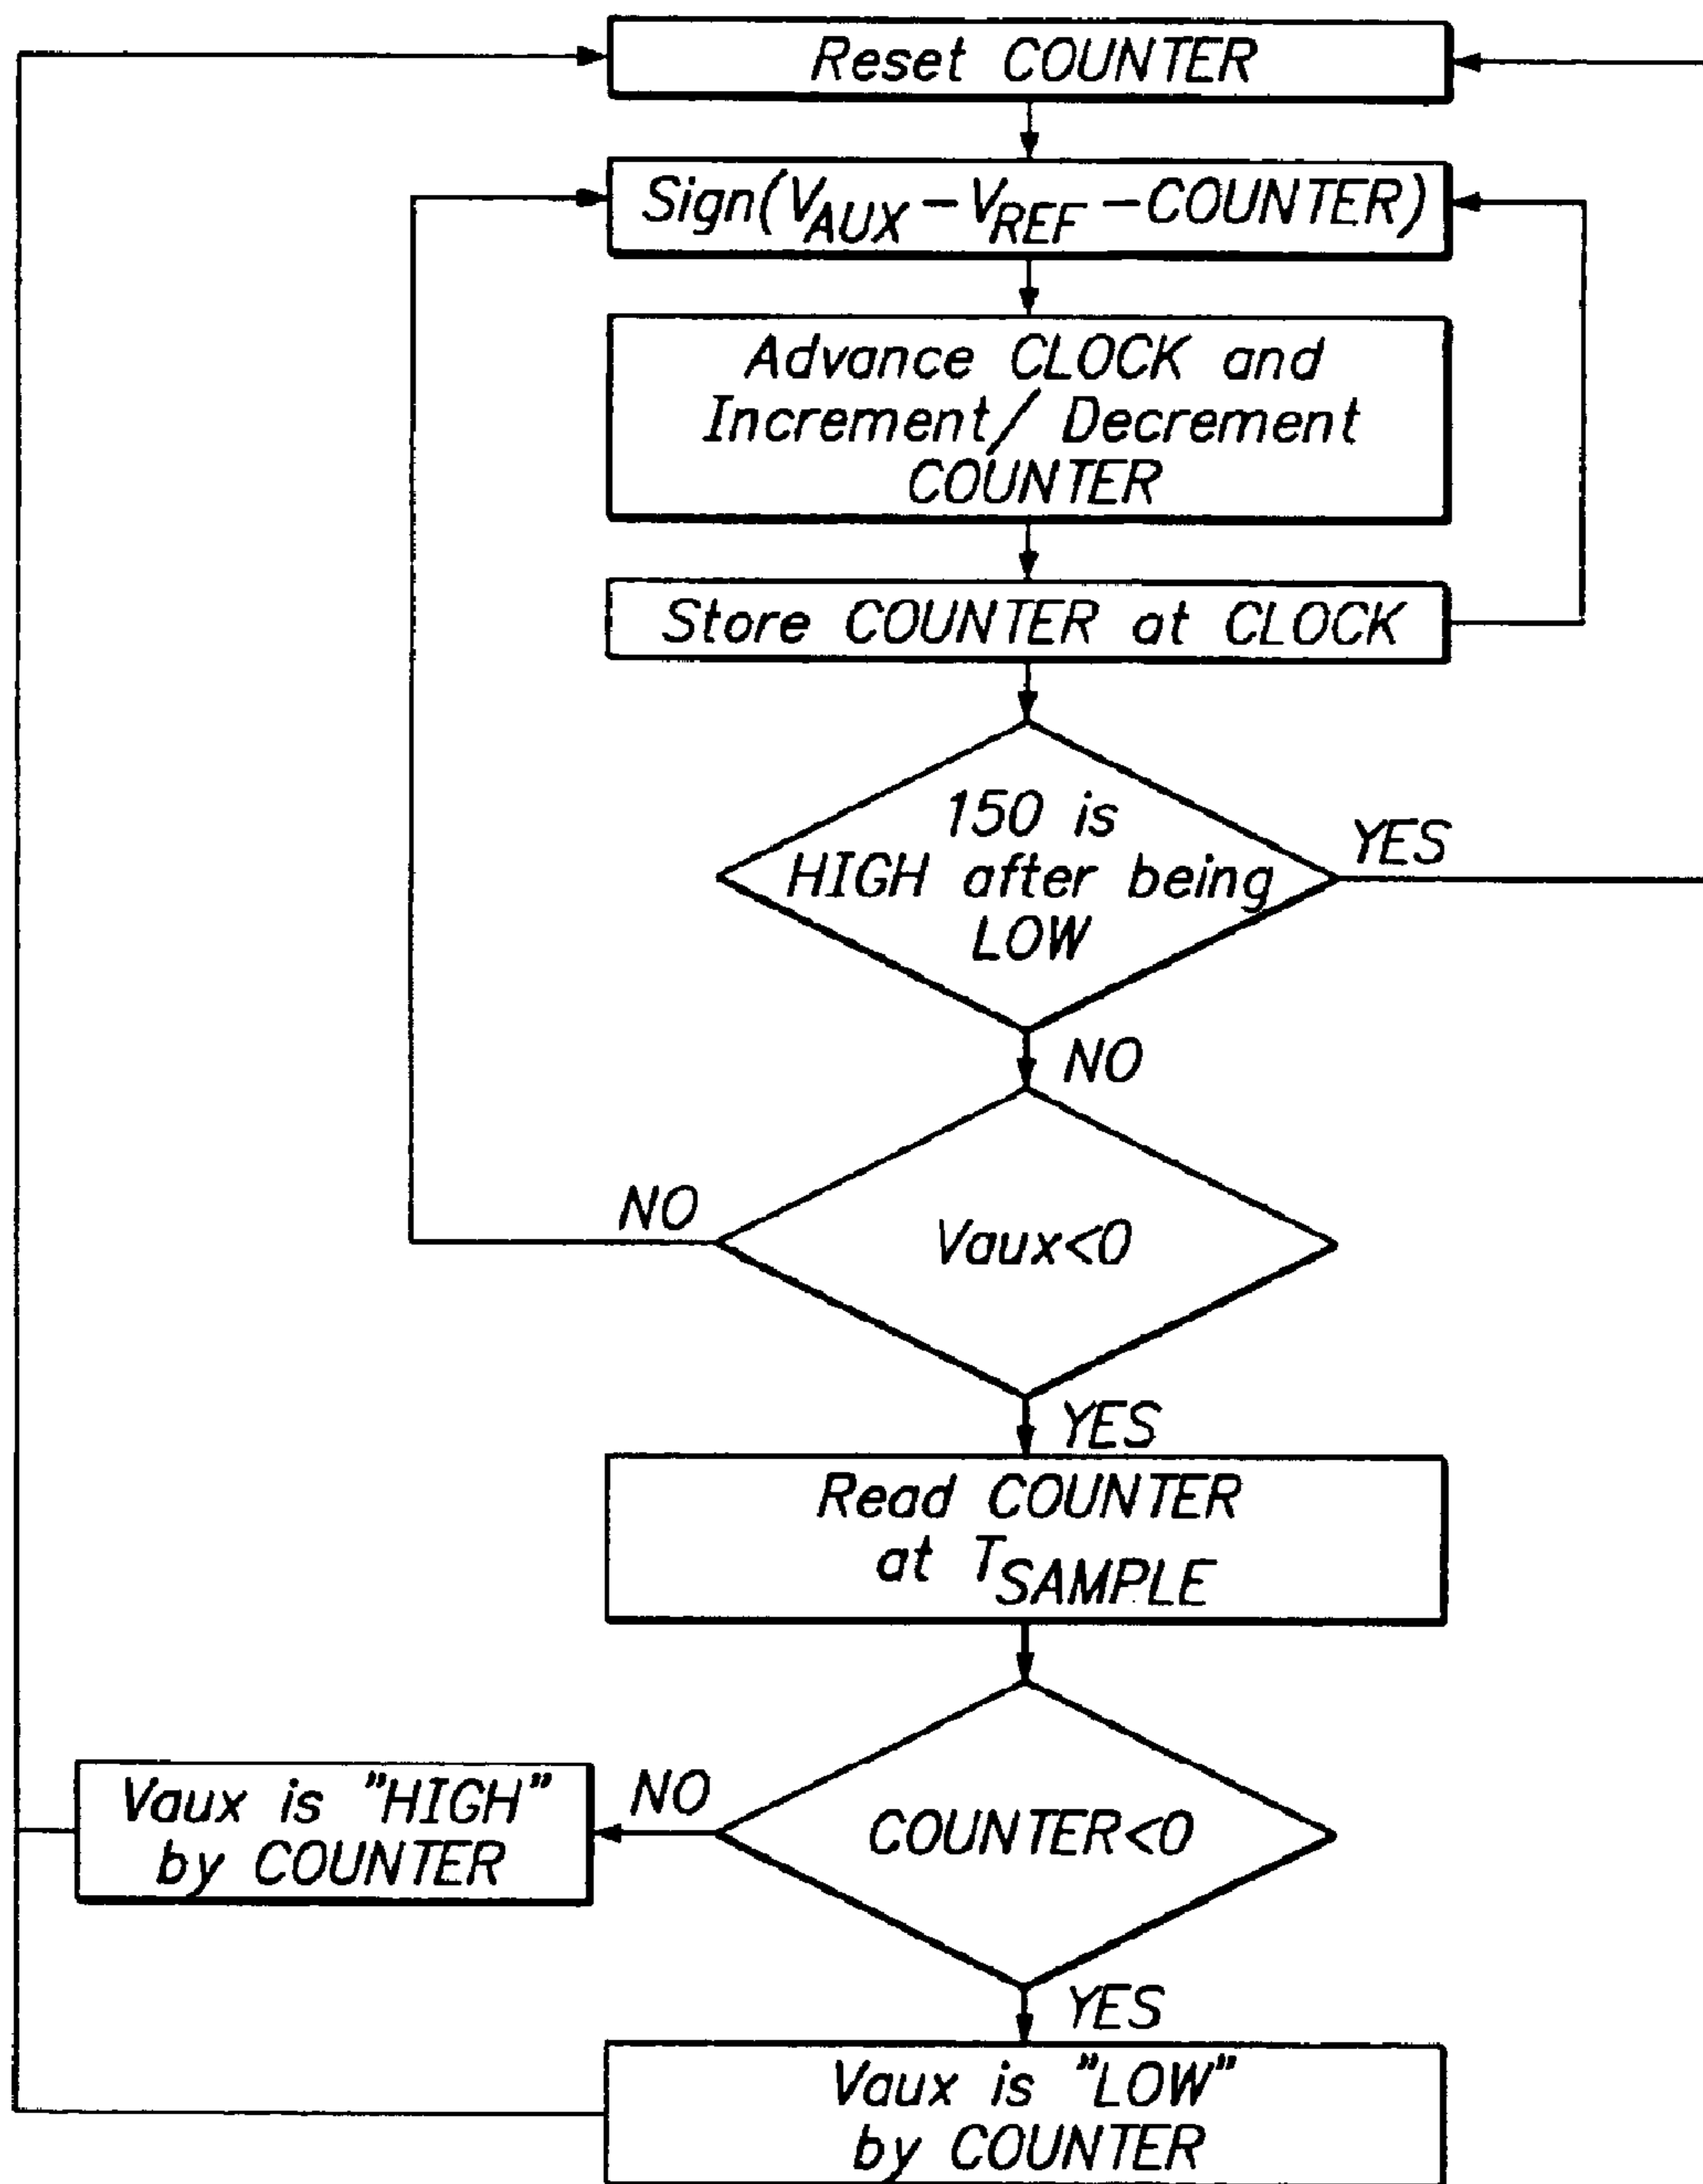 Reset COUNTER
Sign(VAUX-VREF-COUNTER)
Advance CLOCK and
Increment/ Decrement
COUNTER
Store COUNTER at CLOCK
150 is
HIGH after being
LOW
YES
NO
Vaux<0
NO
YES
Read COUNTER
at TSAMPLE
COUNTER<0
NO
Vaux is "HIGH"
by COUNTER
YES
Vaux is "LOW"
by COUNTER